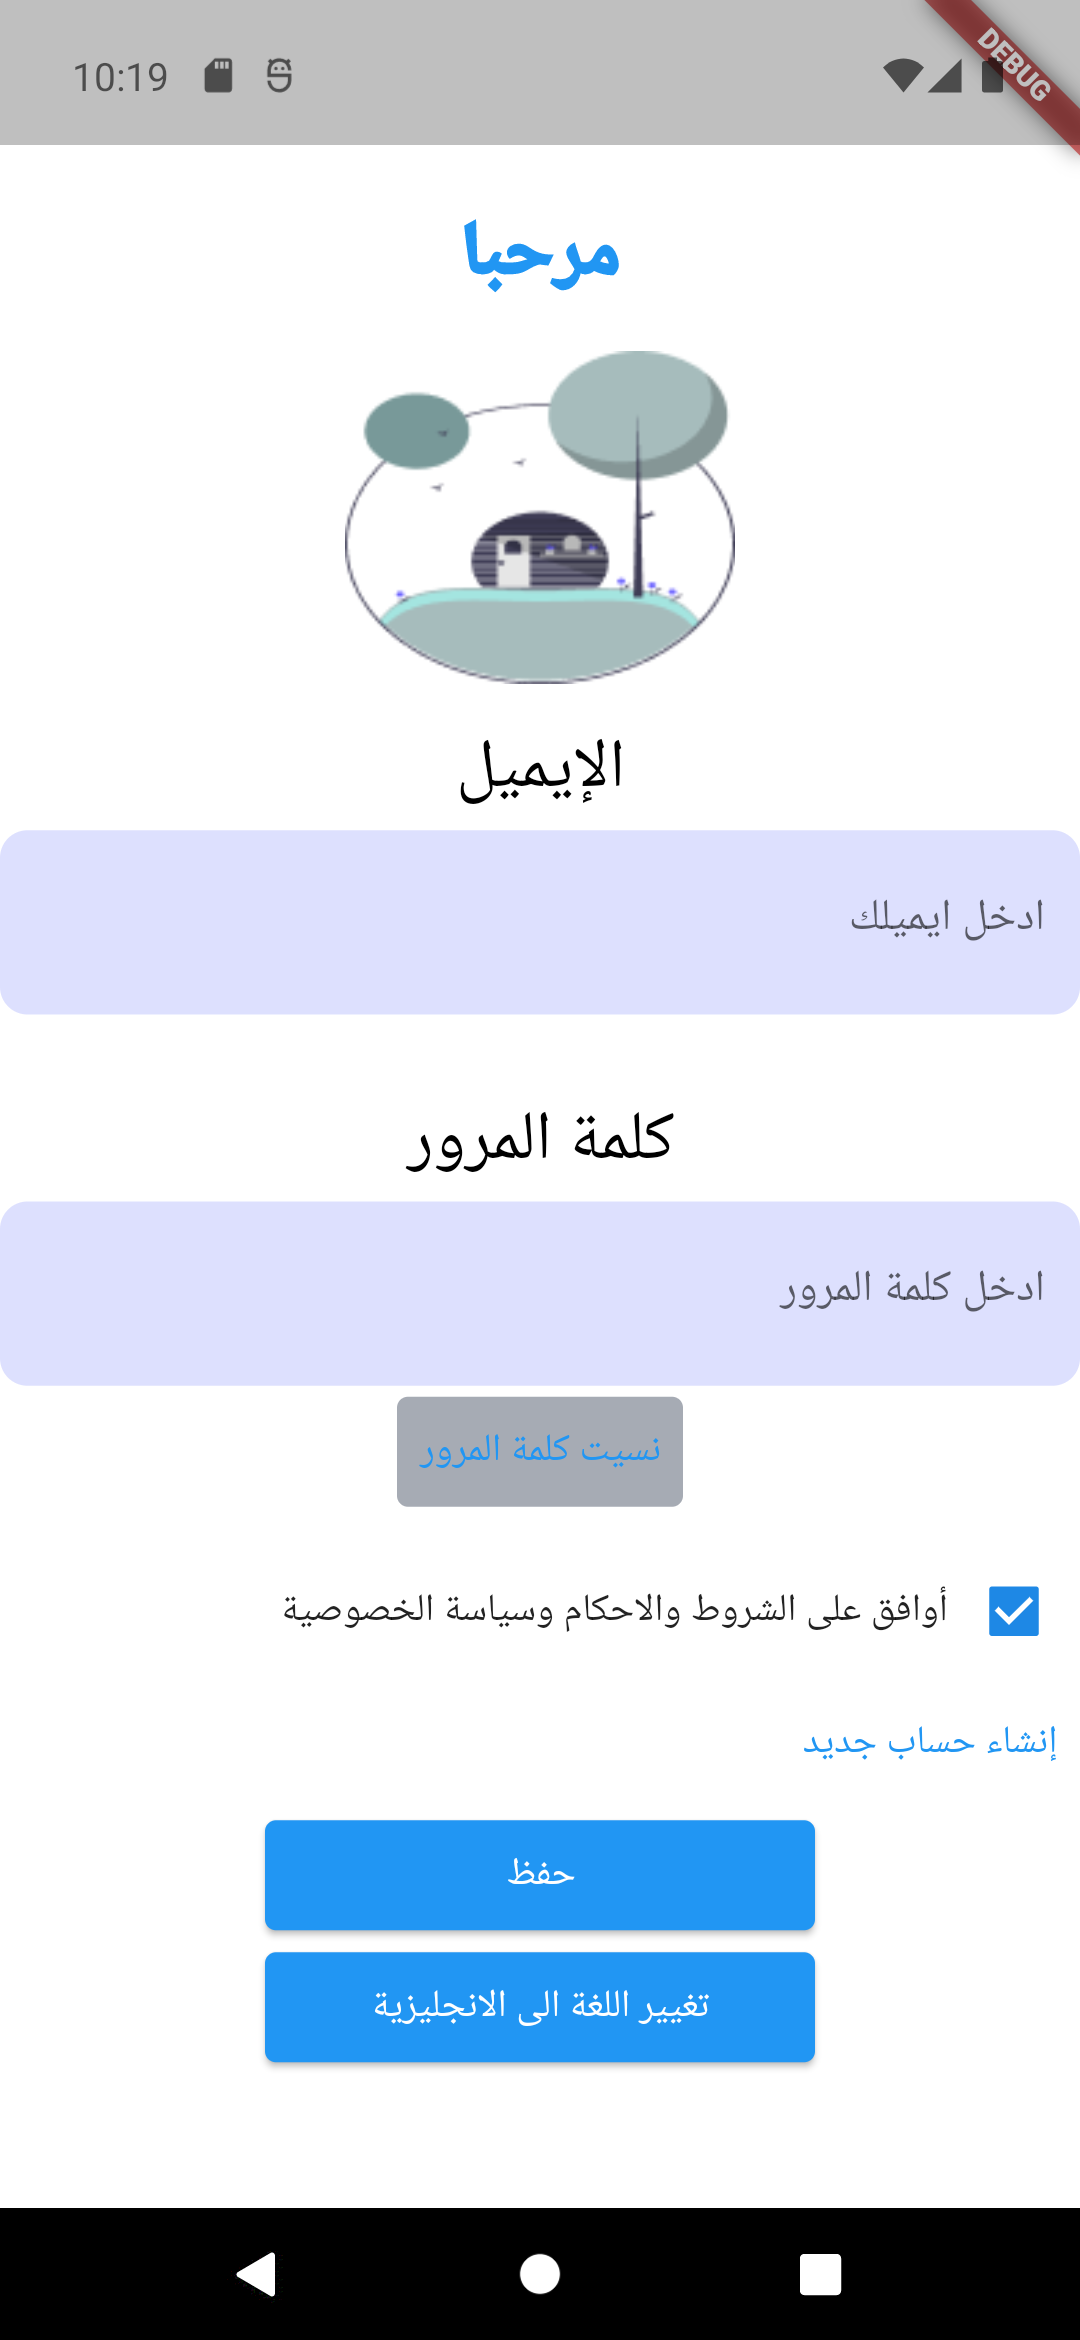 10:19
DEBUG
مرحبا
الإيميل
ادخل ايميلك
كلمة المرور
ادخل كلمة المرور
نسيت كلمة المرور
أوافق على الشروط والاحكام وسياسة الخصوصية
إنشاء حساب جديد
حفظ
تغيير اللغة الى الانجليزية